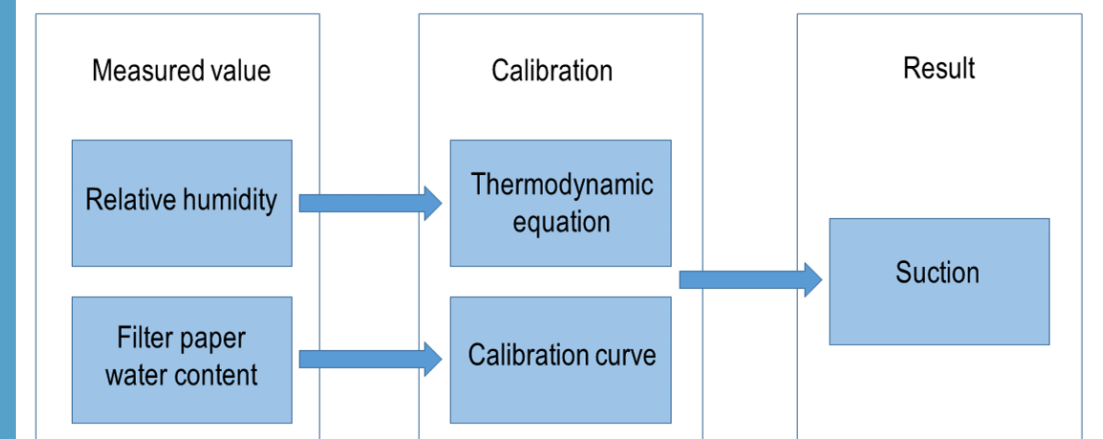 Measured value
Relative humidity
Filter paper
water content
Calibration
Thermodynamic
equation
Calibration curve
Result
Suction